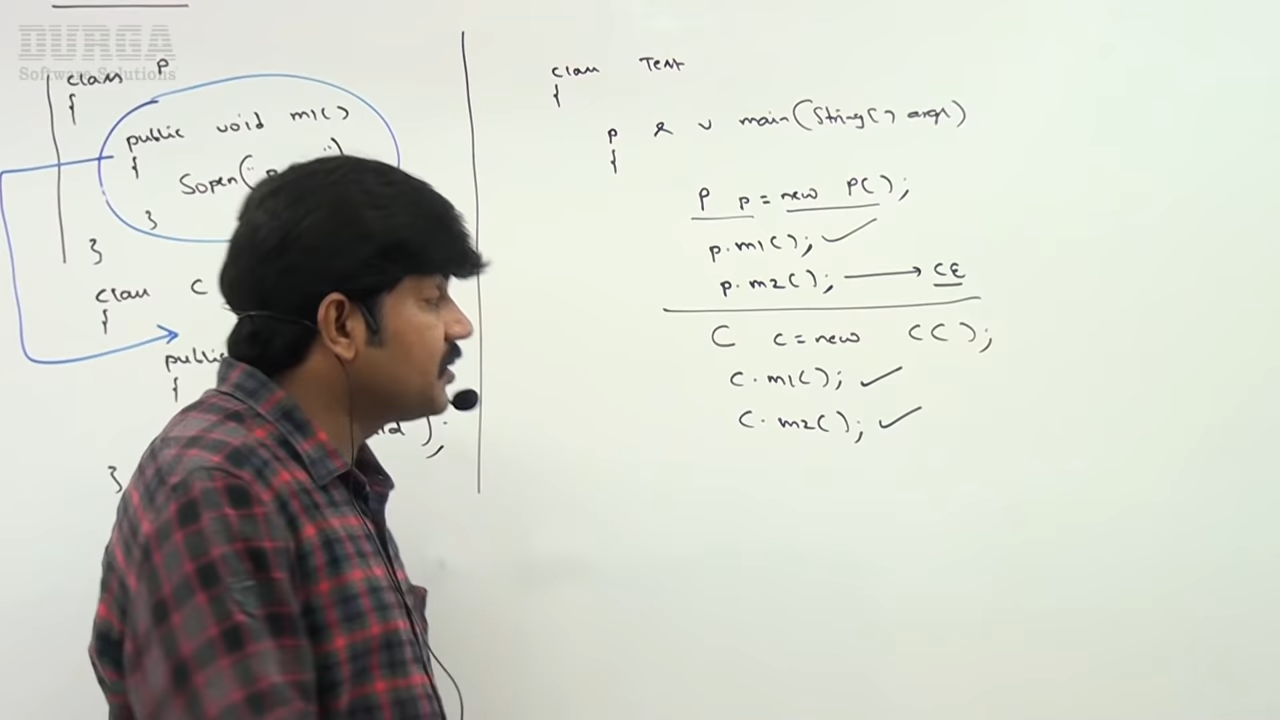 DURGA
Software Solutions
class P
{
public void m1()
{
Sopen("
}
}
class C
{
public
{
);
}
class Test
{
P & v main(String() args)
{
P p = new P();
p.m1(); ✓
p.m2(); → CE
C c = new C();
c.m1(); ✓
c.m2(); ✓